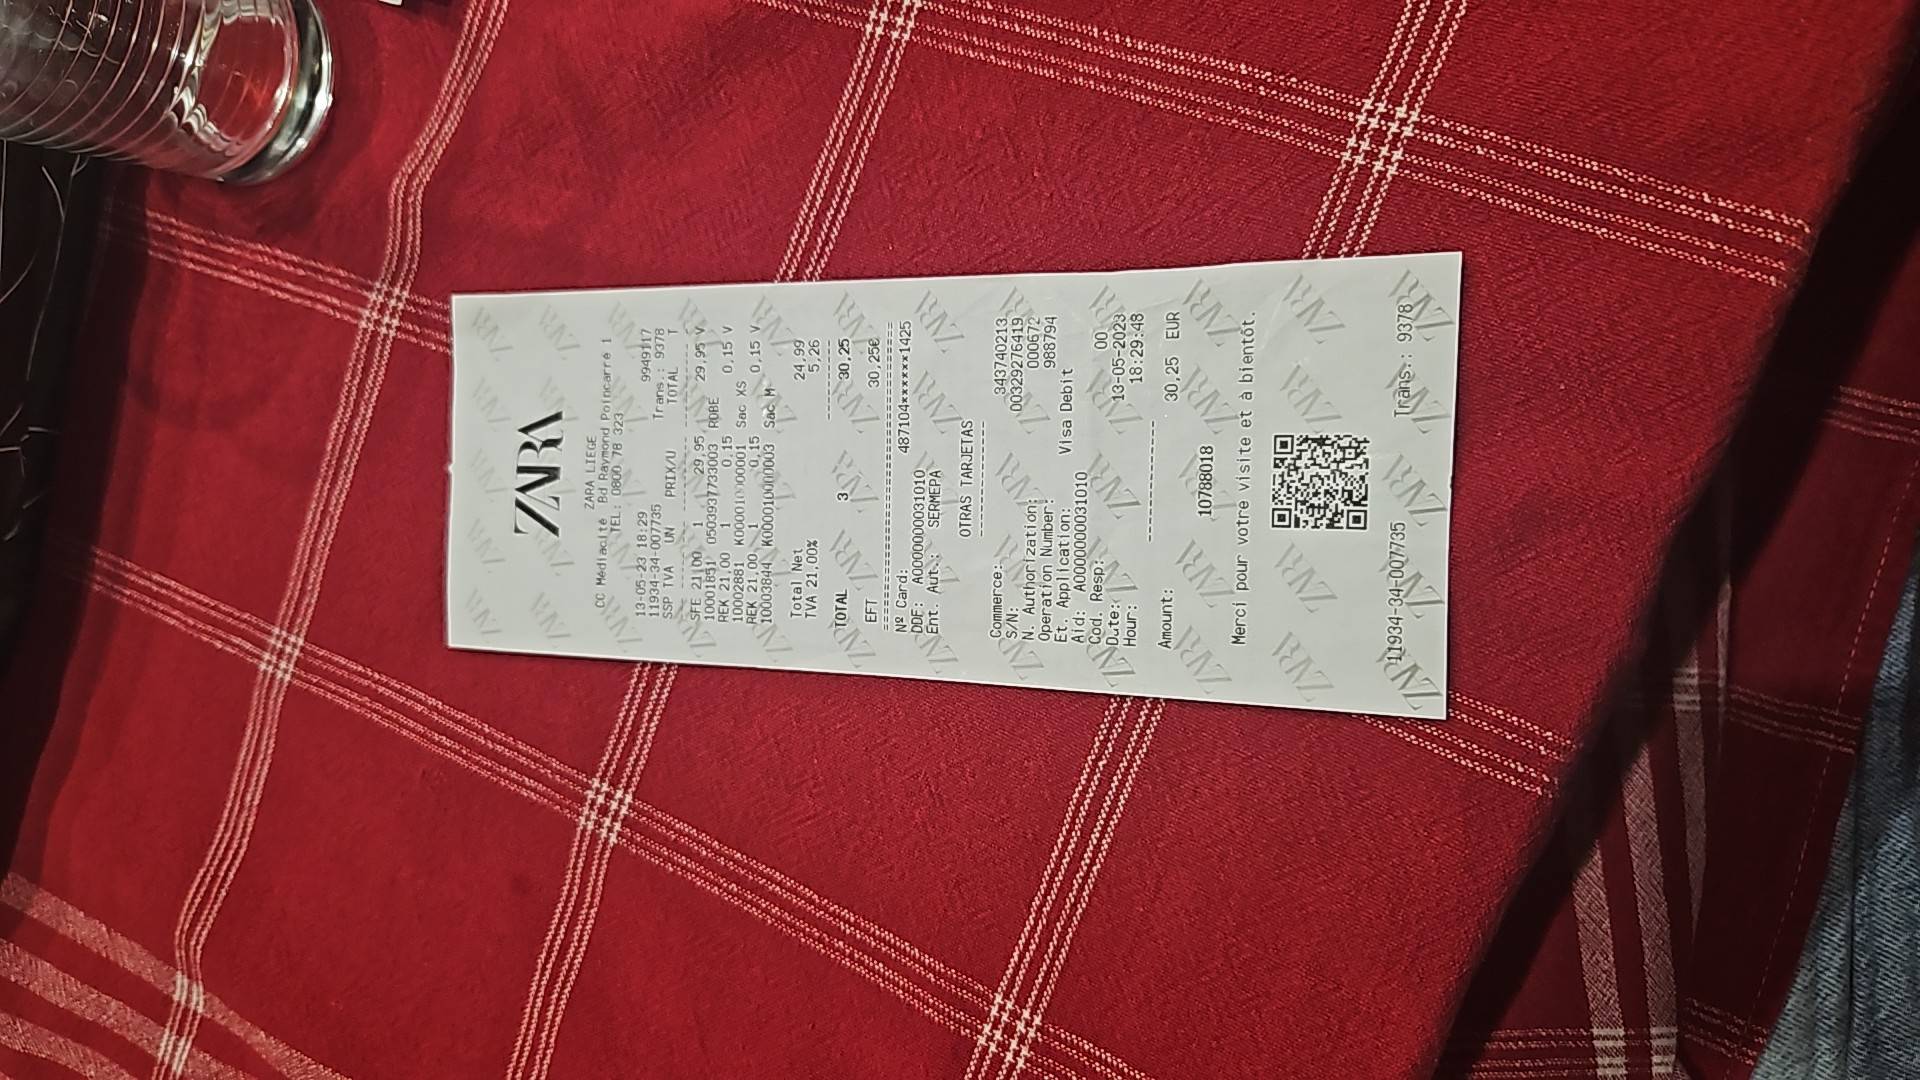 ZARA
ZARA LIEGE
CC Médiacité Bd Raymond Poincarré 1
TEL: 0800 78 323
13-05-23 18:29 9949117
11934-34-007735 Trans.: 9378
SSP TVA UN PRIX/U TOTAL T
SFE 21,00 1 29,95 29,95 V
10001851 05039397733003 ROBE
REK 21,00 1 0,15 0,15 V
10002881 K00001000001 Sac XS
REK 21,00 1 0,15 0,15 V
10003844 Sac M
Total Net 24,99
TVA 21,00% 5,26
TOTAL 3 30,25
EFT 30,25€
Nº Card: 487104******1425
DDF: A0000000031010
Ent. Aut.: SERMEPA
OTRAS TARJETAS
Commerce: 343740213
S/N: 00329276419
N. Authorization: 000672
Operation Number: 988794
Et. Application: Visa Debit
Aid: A0000000031010
Cod. Resp: 00
Date: 13-05-2023
Hour: 18:29:48
Amount: 30,25 EUR
10788018
Merci pour votre visite et à bientôt.
11934-34-007735 Trans.: 9378